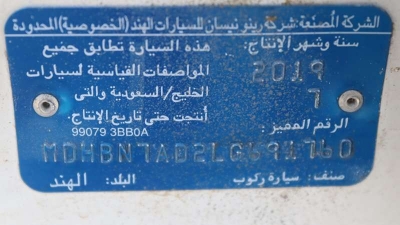 الشركة المصنعة: شركة رينو نيسان للسيارات الهند (الخصوصية) المحدودة
سنة وشهر الإنتاج: هذه السيارة تطابق جميع
2019 المواصفات القياسية لسيارات
7 الخليج/السعودية والتى
الرقم المميز: أنتجت حتى تاريخ الإنتاج.
99079 3BB0A
MDHBN7AD2LG691760
صنف: سيارة ركوب البلد: الهند